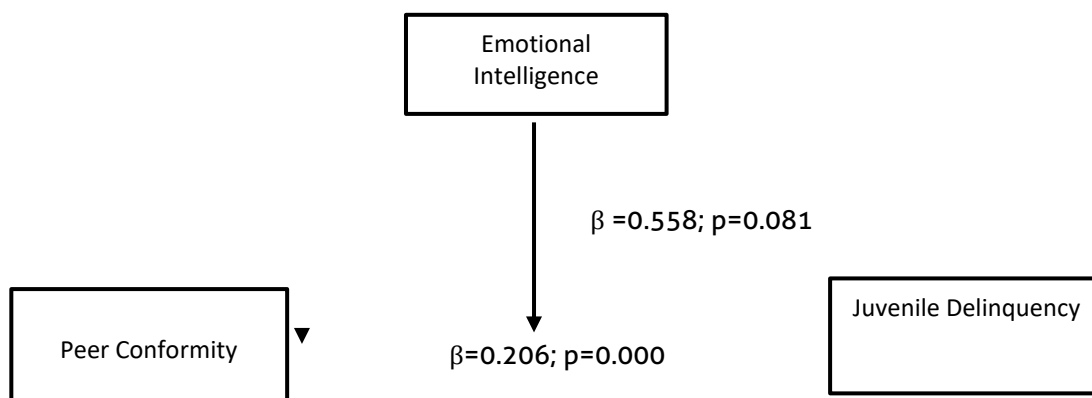 Emotional
Intelligence
β =0.558; p=0.081
Juvenile Delinquency
Peer Conformity
β=0.206; p=0.000